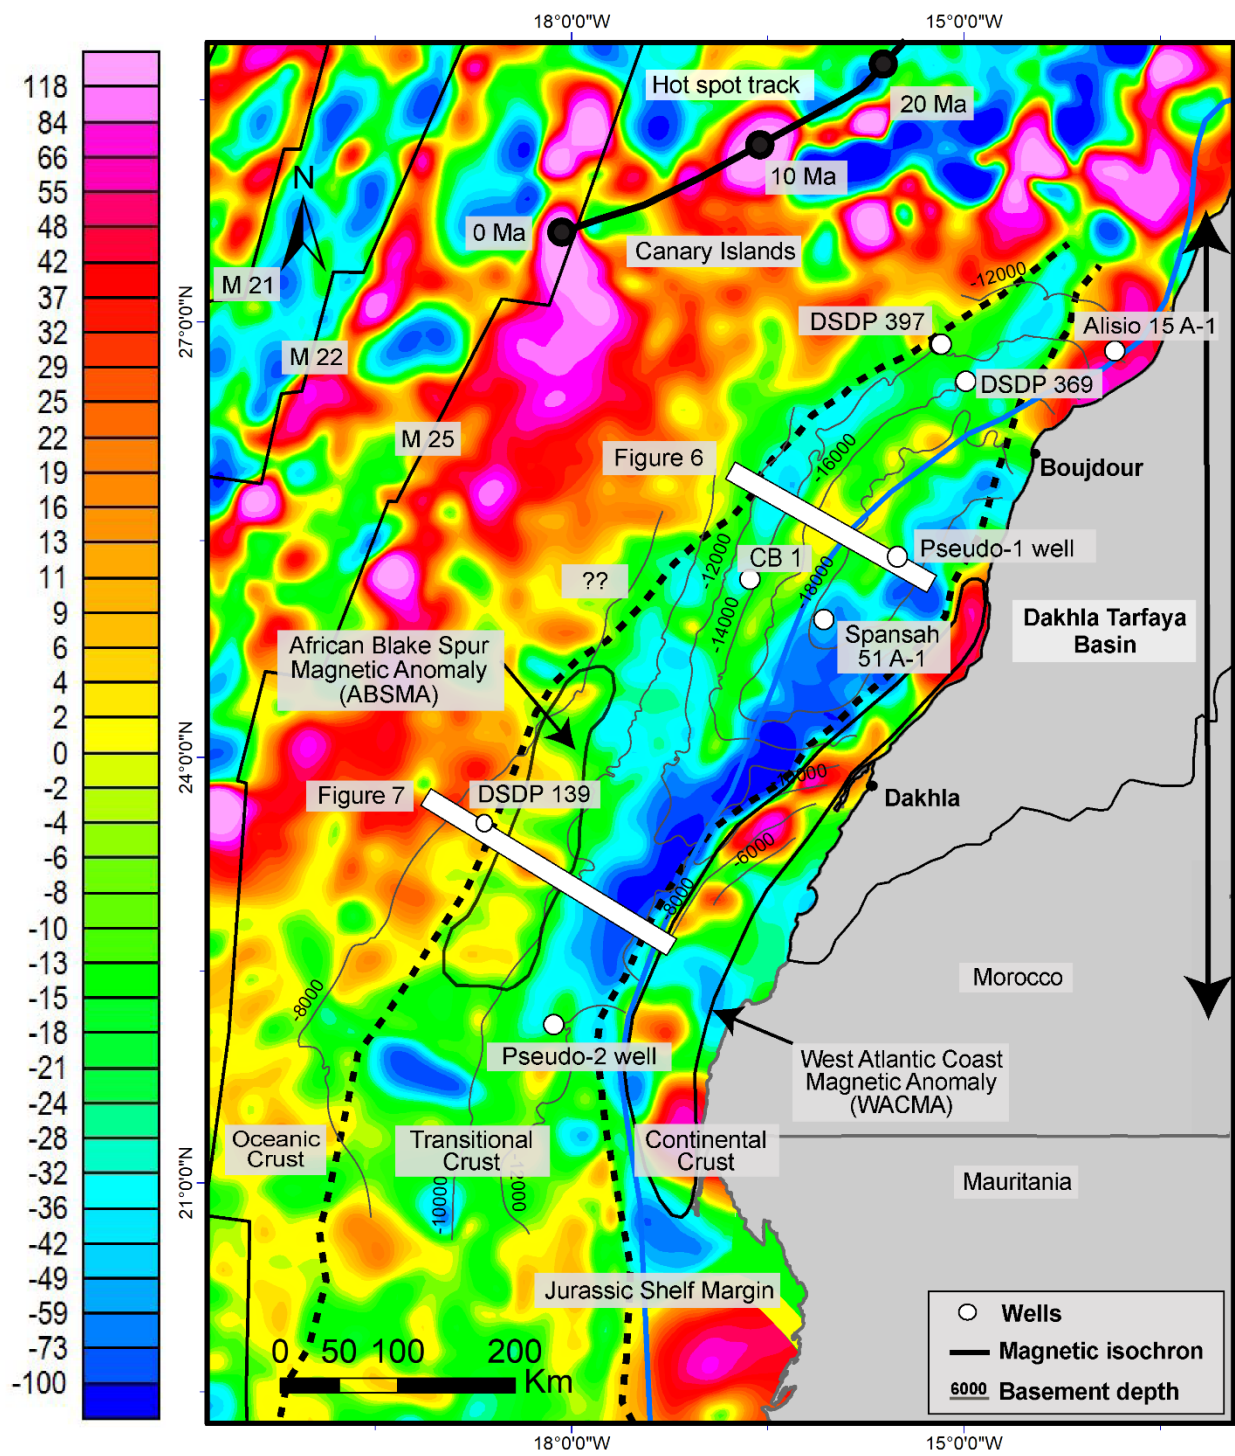 18°0'0"W
15°0'0"W
118
84
66
55
48
42
37
32
29
25
22
19
16
13
11
9
6
4
2
0
-2
-4
-6
-8
-10
-13
-15
-18
-21
-24
-28
-32
-36
-42
-49
-59
-73
-100
27°0'0"N
24°0'0"N
21°0'0"N
N
Hot spot track
20 Ma
10 Ma
0 Ma
Canary Islands
M 21
M 22
M 25
-12000
DSDP 397
Alisio 15 A-1
DSDP 369
Figure 6
-16000
Boujdour
Pseudo-1 well
-12000
CB 1
-18000
??
-14000
Spansah
51 A-1
Dakhla Tarfaya
Basin
African Blake Spur
Magnetic Anomaly
(ABSMA)
Figure 7
DSDP 139
Dakhla
-6000
-8000
-8000
Morocco
Pseudo-2 well
West Atlantic Coast
Magnetic Anomaly
(WACMA)
Oceanic
Crust
Transitional
Crust
Continental
Crust
-10000
-12000
Mauritania
Jurassic Shelf Margin
0 50 100 200
Km
Wells
Magnetic isochron
6000 Basement depth
18°0'0"W
15°0'0"W